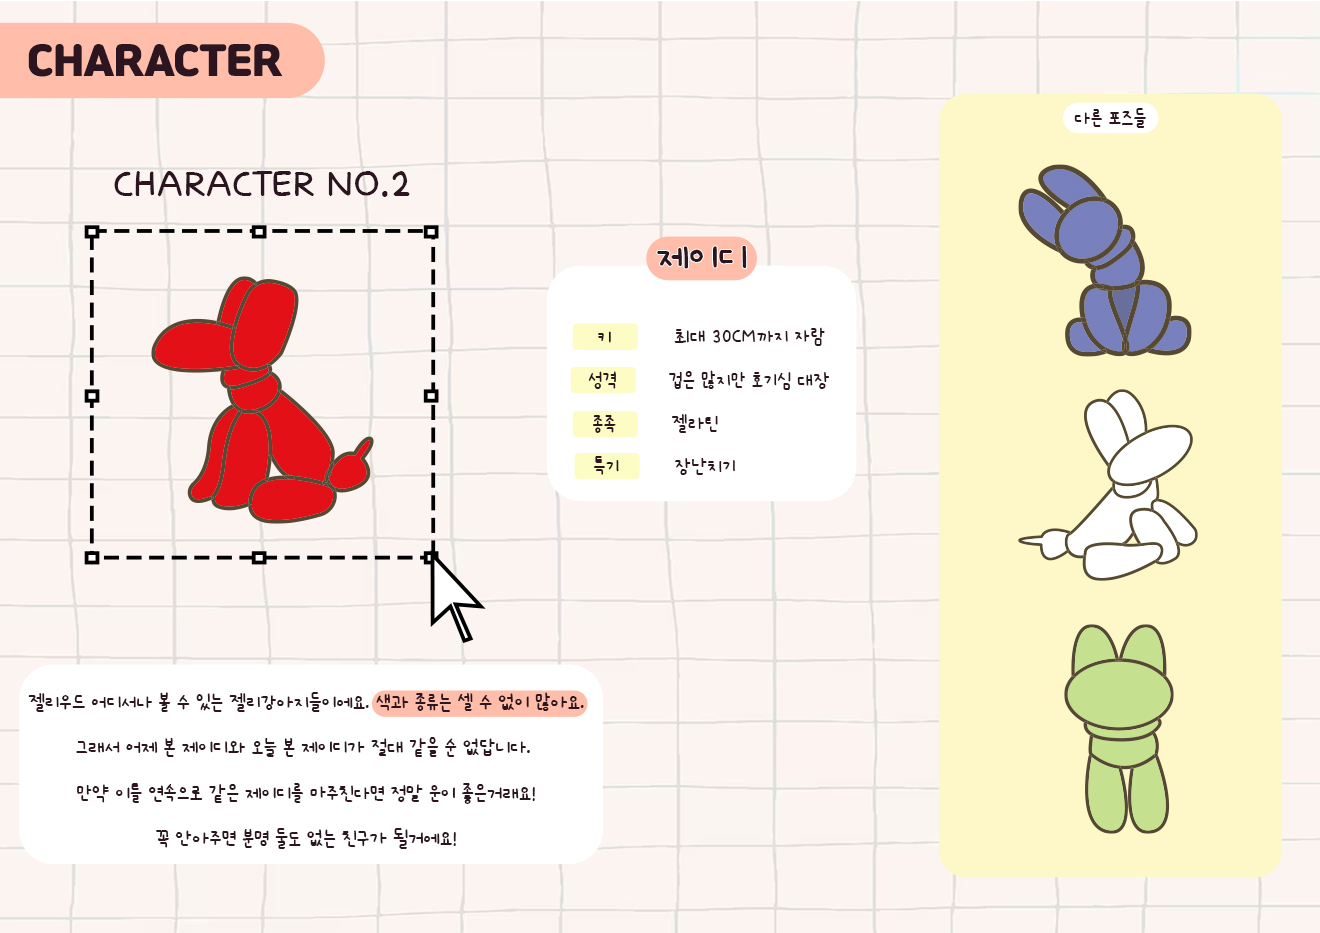 CHARACTER
CHARACTER NO.2
제이디
키 최대 30CM까지 자람
성격 겁은 많지만 호기심 대장
종족 젤라틴
특기 장난치기
젤리우드 어디서나 볼 수 있는 젤리강아지들이에요. 색과 종류는 셀 수 없이 많아요.
그래서 어제 본 제이디와 오늘 본 제이디가 절대 같을 순 없답니다.
만약 이틀 연속으로 같은 제이디를 마주친다면 정말 운이 좋은거래요!
꼭 안아주면 분명 둘도 없는 친구가 될거에요!
다른 포즈들